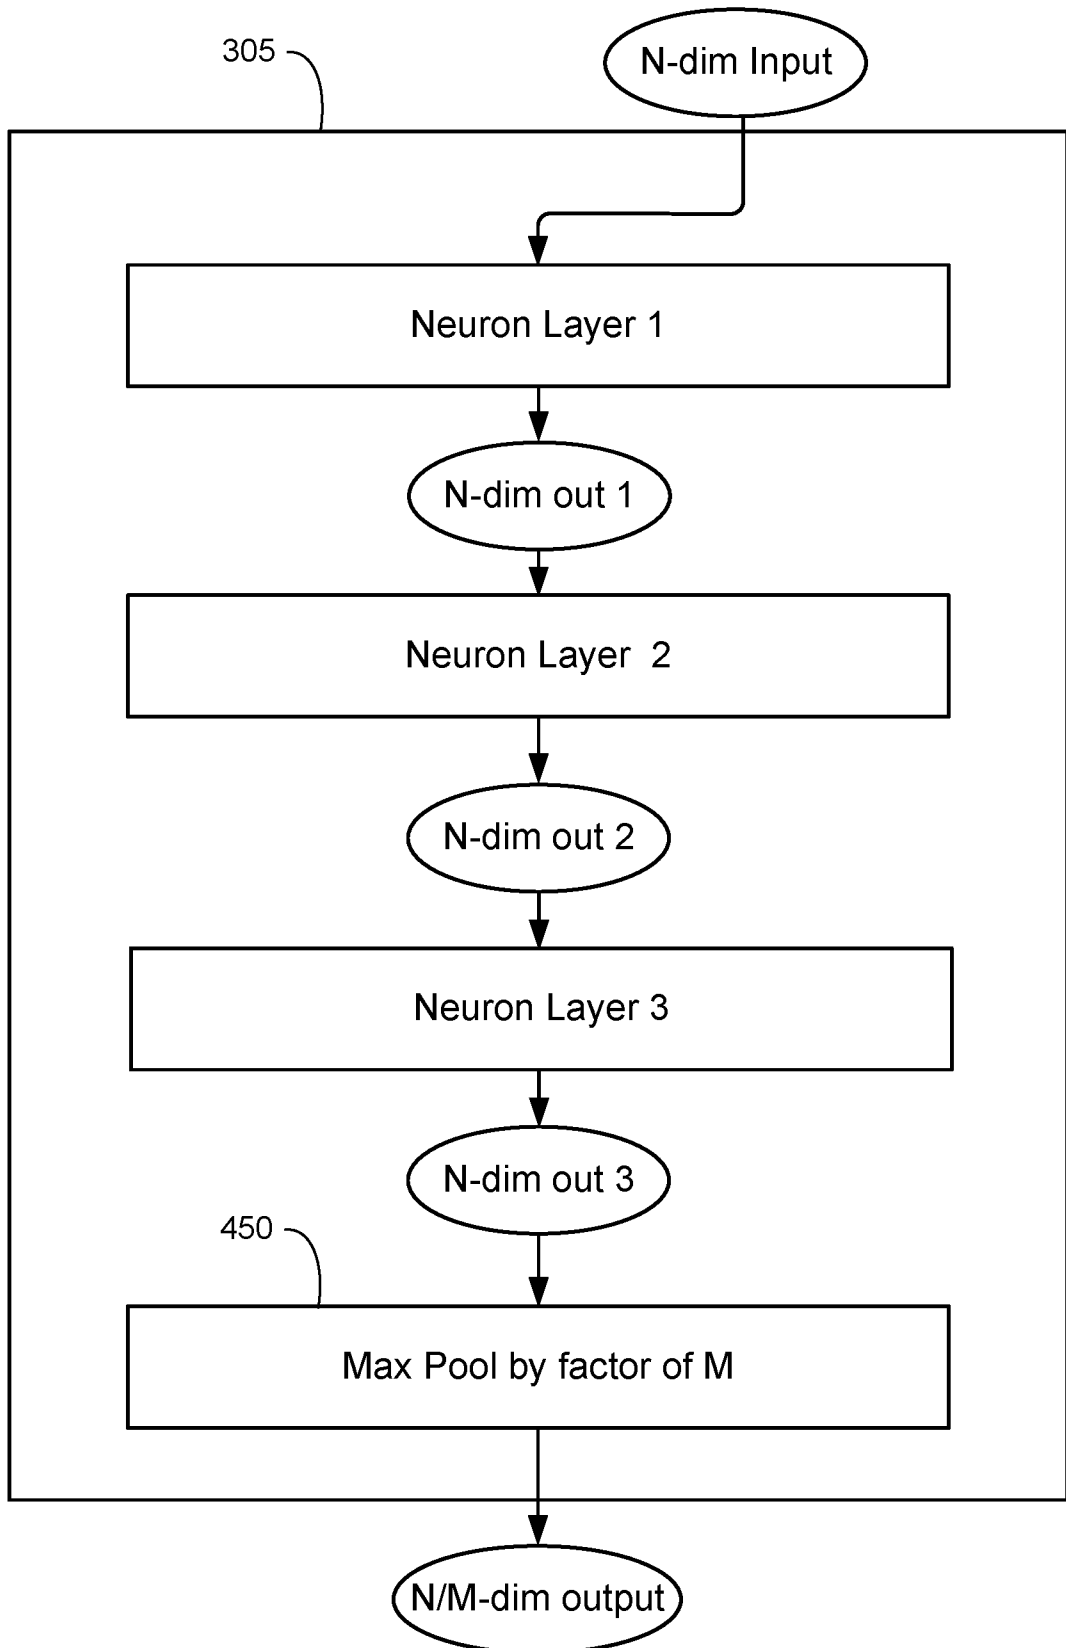 305
N-dim Input
Neuron Layer 1
N-dim out 1
Neuron Layer 2
N-dim out 2
Neuron Layer 3
N-dim out 3
450
Max Pool by factor of M
N/M-dim output